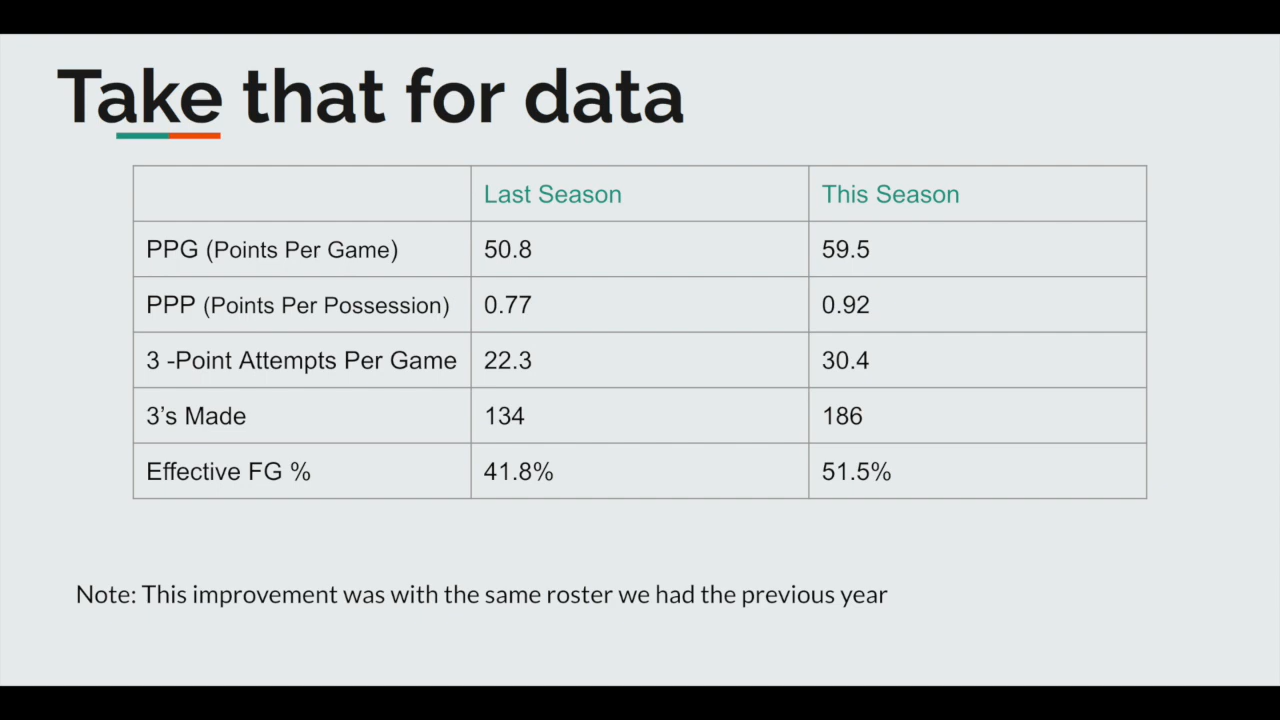 Take that for data
Last Season This Season
PPG (Points Per Game) 50.8 59.5
PPP (Points Per Possession) 0.77 0.92
3 -Point Attempts Per Game 22.3 30.4
3’s Made 134 186
Effective FG % 41.8% 51.5%
Note: This improvement was with the same roster we had the previous year